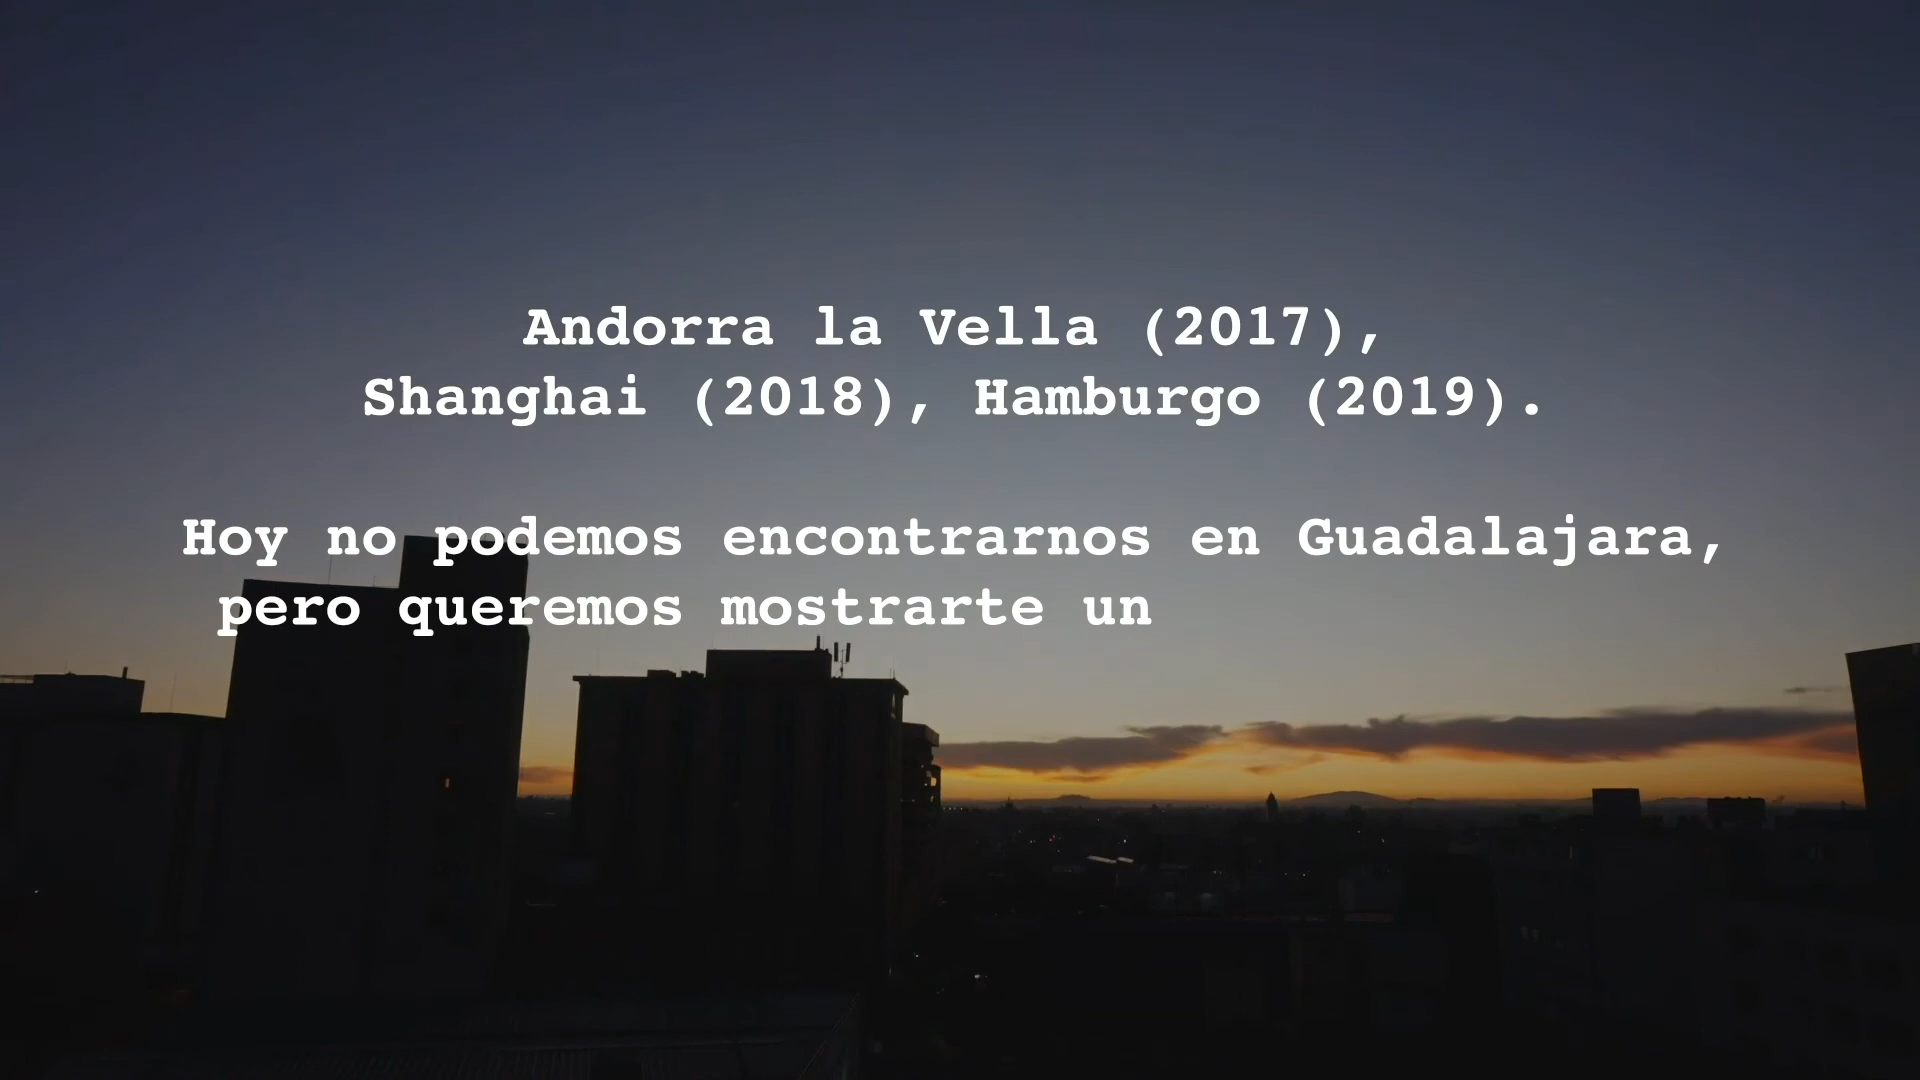 Andorra la Vella (2017),
Shanghai (2018), Hamburgo (2019).
Hoy no podemos encontrarnos en Guadalajara,
pero queremos mostrarte un